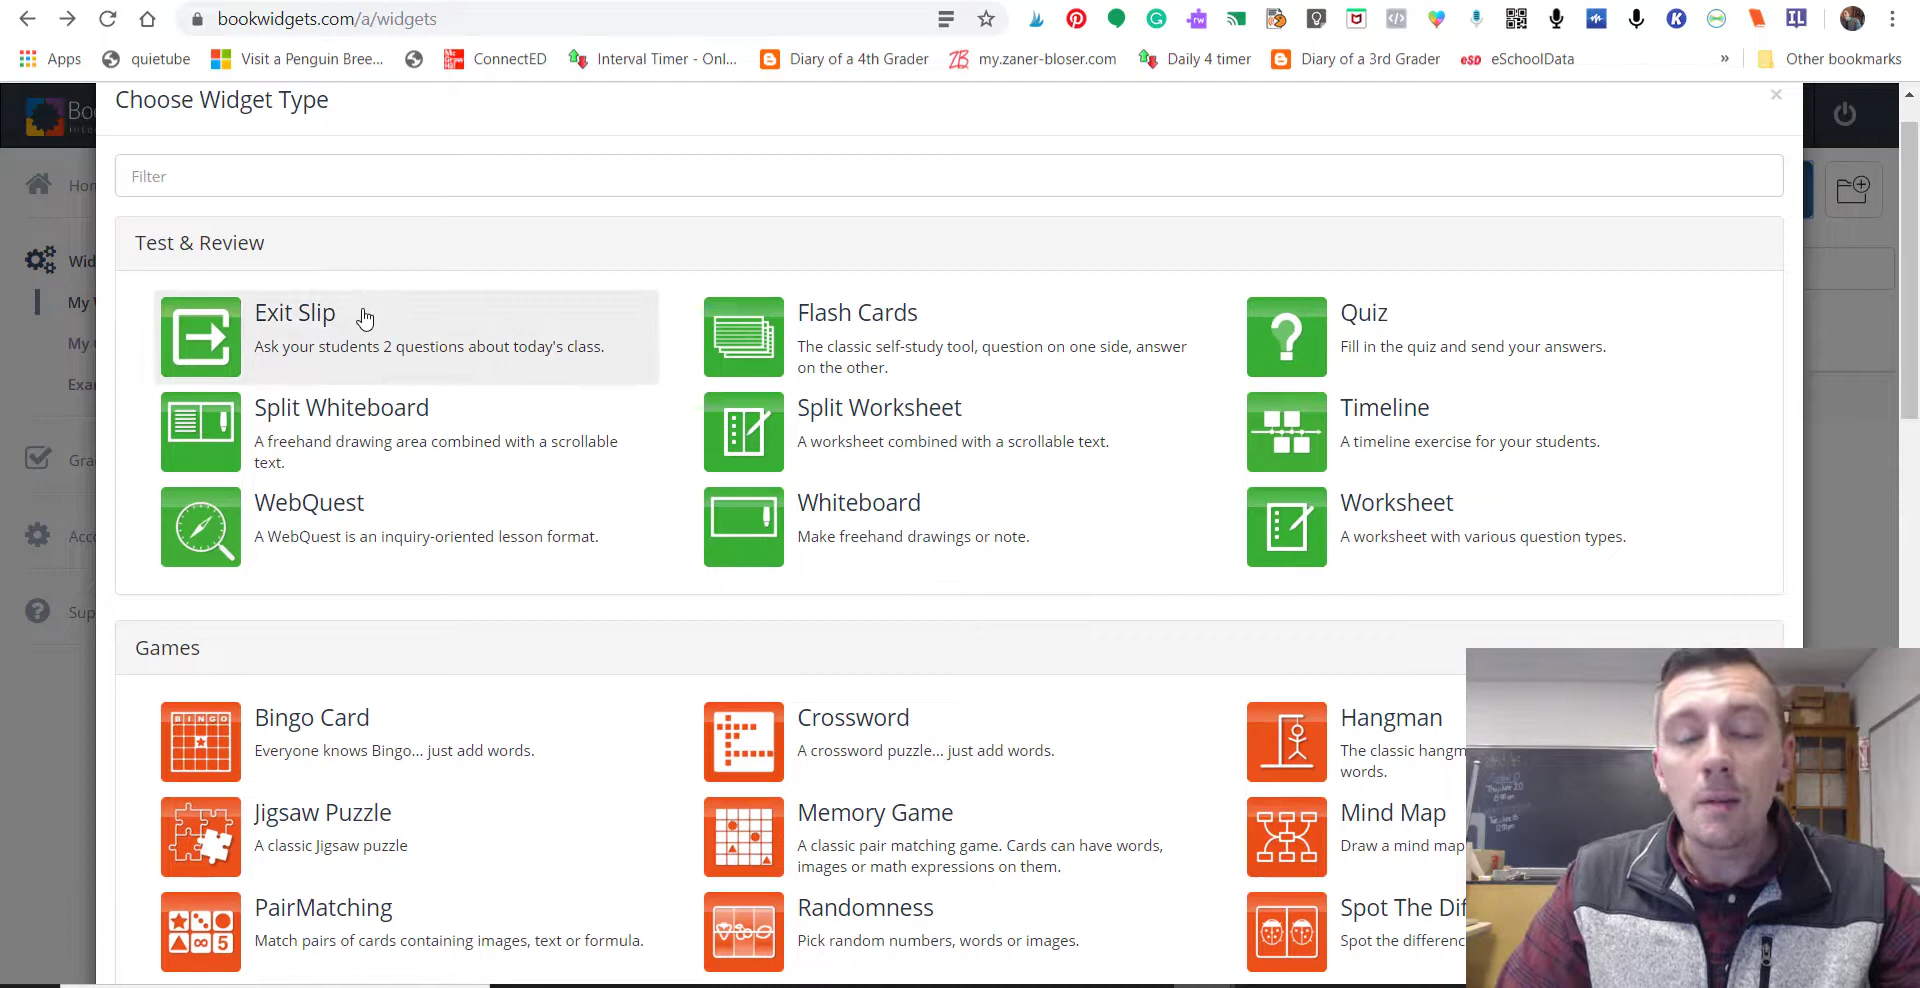 bookwidgets.com/a/widgets
Apps quietube Visit a Penguin Bree... ConnectED Interval Timer - Onl... Diary of a 4th Grader my.zaner-bloser.com Daily 4 timer Diary of a 3rd Grader eSchoolData » Other bookmarks
Choose Widget Type
Filter
Test & Review
Exit Slip
Ask your students 2 questions about today's class.
Flash Cards
The classic self-study tool, question on one side, answer
on the other.
Quiz
Fill in the quiz and send your answers.
Split Whiteboard
A freehand drawing area combined with a scrollable
text.
Split Worksheet
A worksheet combined with a scrollable text.
Timeline
A timeline exercise for your students.
WebQuest
A WebQuest is an inquiry-oriented lesson format.
Whiteboard
Make freehand drawings or note.
Worksheet
A worksheet with various question types.
Games
BINGO
Bingo Card
Everyone knows Bingo... just add words.
Crossword
A crossword puzzle... just add words.
Hangman
The classic hangm
words.
Jigsaw Puzzle
A classic Jigsaw puzzle
Memory Game
A classic pair matching game. Cards can have words,
images or math expressions on them.
Mind Map
Draw a mind map
PairMatching
Match pairs of cards containing images, text or formula.
Randomness
Pick random numbers, words or images.
Spot The Dif
Spot the differenc